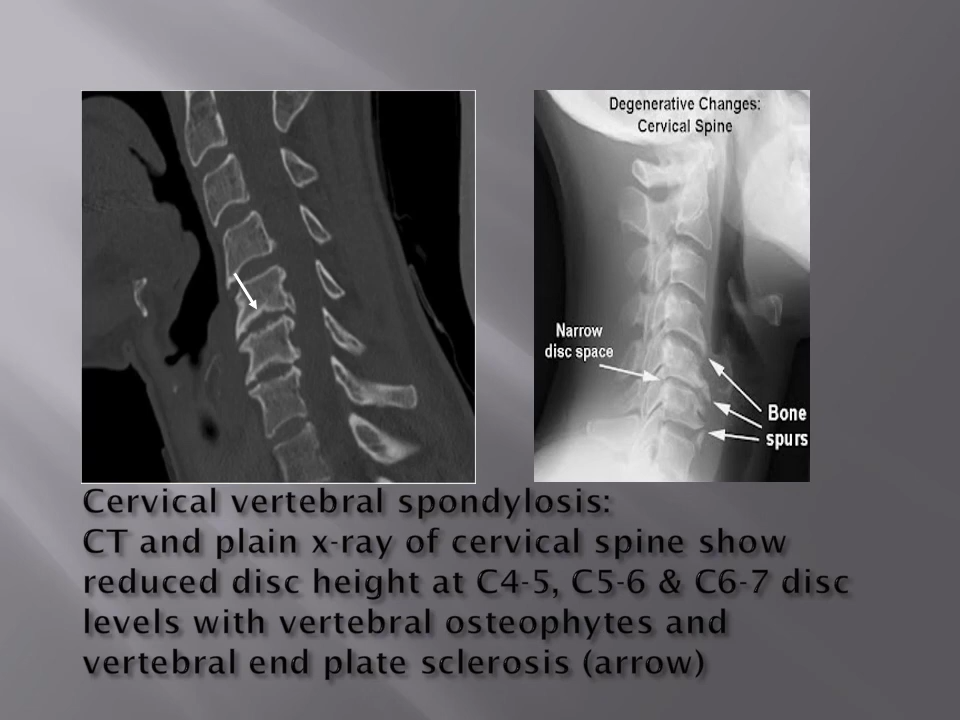 Degenerative Changes:
Cervical Spine
Narrow
disc space
Bone
spurs
Cervical vertebral spondylosis:
CT and plain x-ray of cervical spine show
reduced disc height at C4-5, C5-6 & C6-7 disc
levels with vertebral osteophytes and
vertebral end plate sclerosis (arrow)